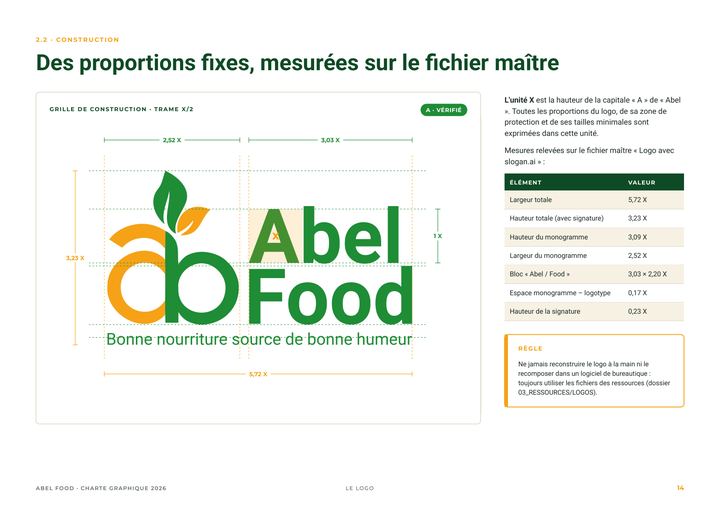 2.2 - CONSTRUCTION
Des proportions fixes, mesurées sur le fichier maître
GRILLE DE CONSTRUCTION - TRAME X/2
A - VÉRIFIÉ
2,52 X
3,03 X
3,23 X
X
1 X
ab
Abel
Food
Bonne nourriture source de bonne humeur
5,72 X
L'unité X est la hauteur de la capitale « A » de « Abel
». Toutes les proportions du logo, de sa zone de
protection et de ses tailles minimales sont
exprimées dans cette unité.
Mesures relevées sur le fichier maître « Logo avec
slogan.ai » :
ÉLÉMENT VALEUR
Largeur totale 5,72 X
Hauteur totale (avec signature) 3,23 X
Hauteur du monogramme 3,09 X
Largeur du monogramme 2,52 X
Bloc « Abel / Food » 3,03 × 2,20 X
Espace monogramme – logotype 0,17 X
Hauteur de la signature 0,23 X
RÈGLE
Ne jamais reconstruire le logo à la main ni le
recomposer dans un logiciel de bureautique :
toujours utiliser les fichiers des ressources (dossier
03_RESSOURCES/LOGOS).
ABEL FOOD - CHARTE GRAPHIQUE 2026
LE LOGO
14